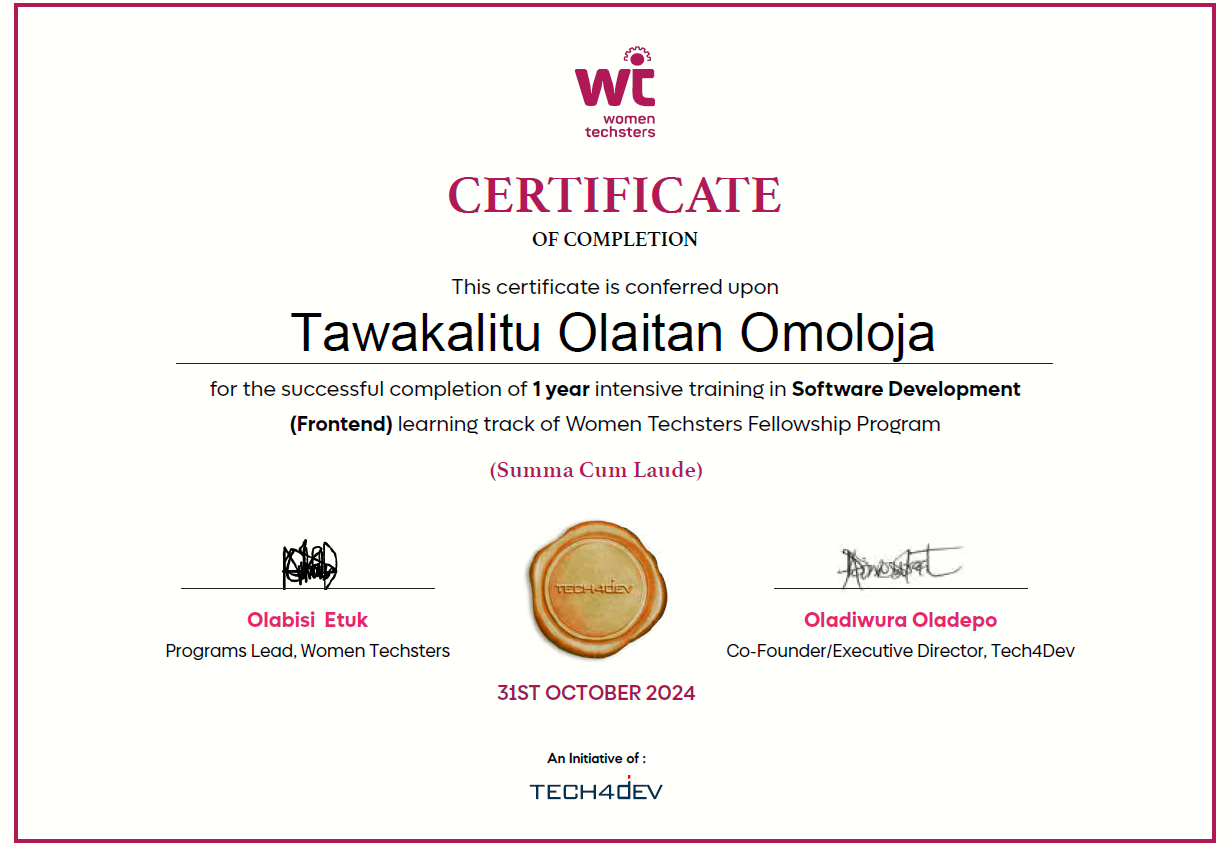 wt
women
techsters
CERTIFICATE
OF COMPLETION
This certificate is conferred upon
Tawakalitu Olaitan Omoloja
for the successful completion of 1 year intensive training in Software Development
(Frontend) learning track of Women Techsters Fellowship Program
(Summa Cum Laude)
TECH4DEV
Olabisi Etuk
Programs Lead, Women Techsters
Oladiwura Oladepo
Co-Founder/Executive Director, Tech4Dev
31ST OCTOBER 2024
An Initiative of :
TECH4DEV